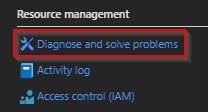 Resource management
Diagnose and solve problems
Activity log
Access control (IAM)